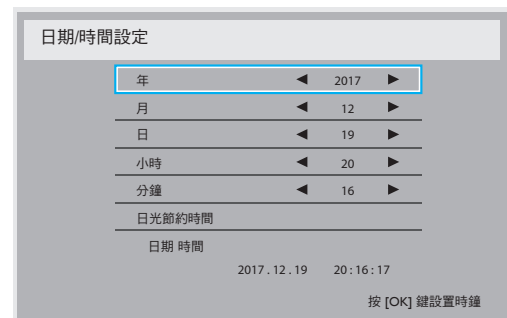 日期/時間設定
年 ◀ 2017 ▶
月 ◀ 12 ▶
日 ◀ 19 ▶
小時 ◀ 20 ▶
分鐘 ◀ 16 ▶
日光節約時間
日期 時間
2017 . 12 . 19 20 : 16 : 17
按 [OK] 鍵設置時鐘